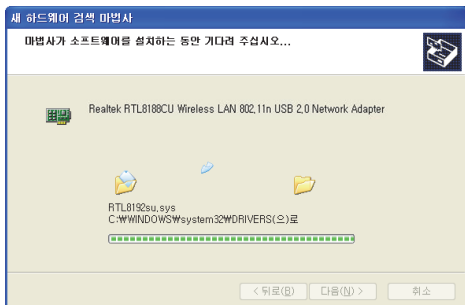 새 하드웨어 검색 마법사
마법사가 소프트웨어를 설치하는 동안 기다려 주십시오...
Realtek RTL8188CU Wireless LAN 802,11n USB 2,0 Network Adapter
RTL8192su,sys
C:₩WINDOWS₩system32₩DRIVERS(으)로
< 뒤로(B) 다음(N) > 취소